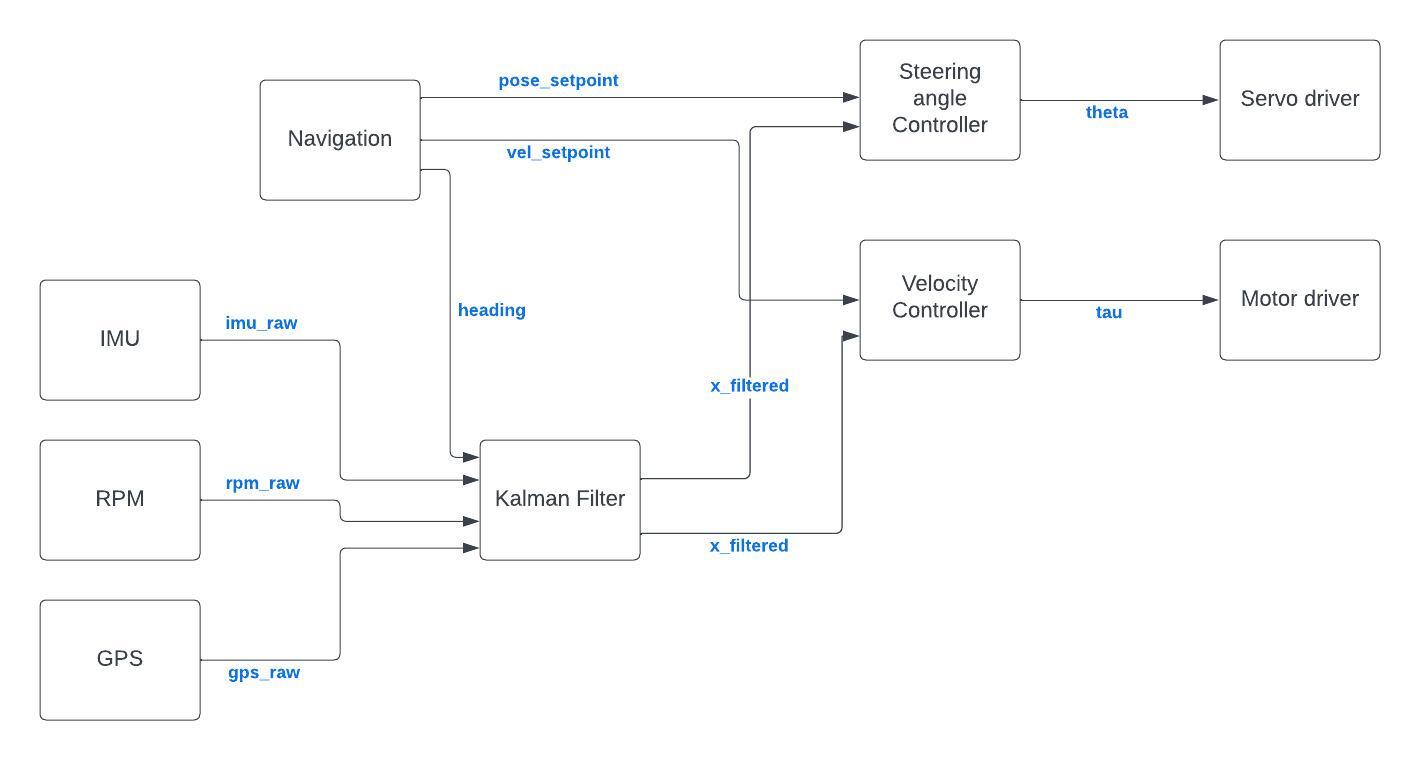 pose_setpoint
Steering
angle
Controller
theta
Servo driver
Navigation
vel_setpoint
heading
Velocity
Controller
tau
Motor driver
IMU
imu_raw
x_filtered
RPM
rpm_raw
Kalman Filter
x_filtered
GPS
gps_raw